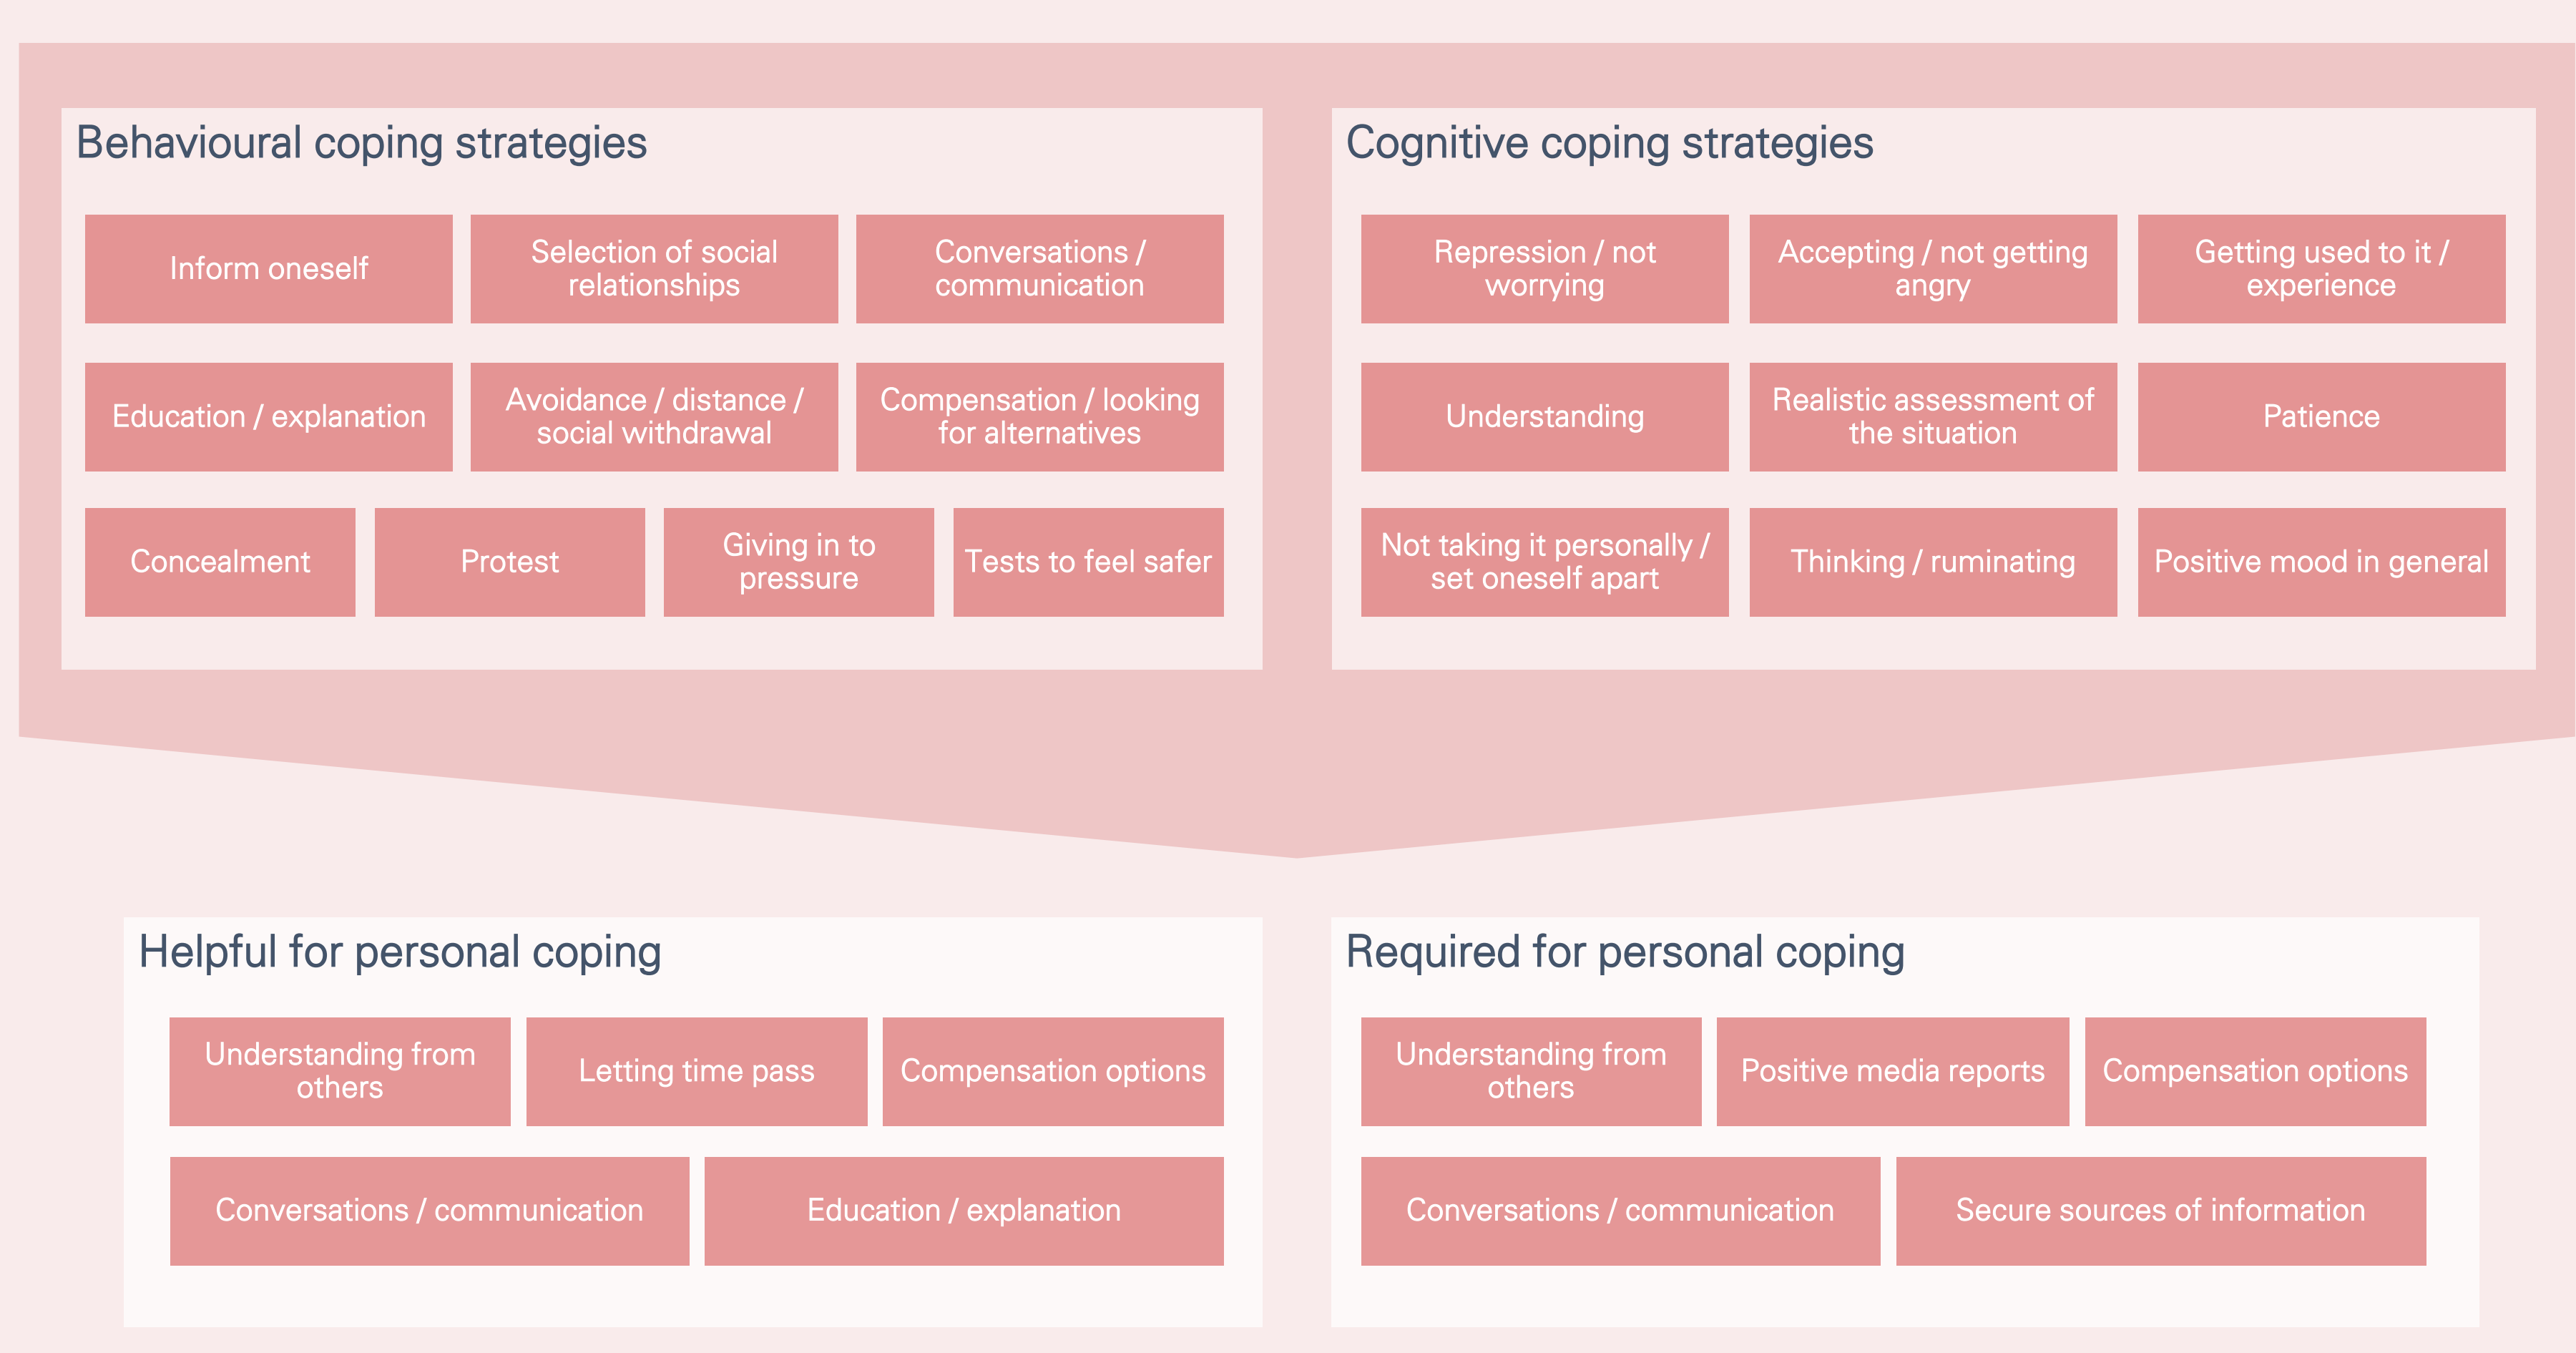 Behavioural coping strategies
Inform oneself
Selection of social
relationships
Conversations /
communication
Education / explanation
Avoidance / distance /
social withdrawal
Compensation / looking
for alternatives
Concealment
Protest
Giving in to
pressure
Tests to feel safer
Cognitive coping strategies
Repression / not
worrying
Accepting / not getting
angry
Getting used to it /
experience
Understanding
Realistic assessment of
the situation
Patience
Not taking it personally /
set oneself apart
Thinking / ruminating
Positive mood in general
Helpful for personal coping
Understanding from
others
Letting time pass
Compensation options
Conversations / communication
Education / explanation
Required for personal coping
Understanding from
others
Positive media reports
Compensation options
Conversations / communication
Secure sources of information